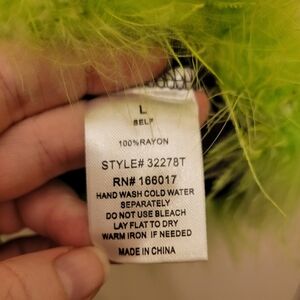 L
SELF
100%RAYON
STYLE# 32278T
RN# 166017
HAND WASH COLD WATER
SEPARATELY
DO NOT USE BLEACH
LAY FLAT TO DRY
WARM IRON IF NEEDED
MADE IN CHINA